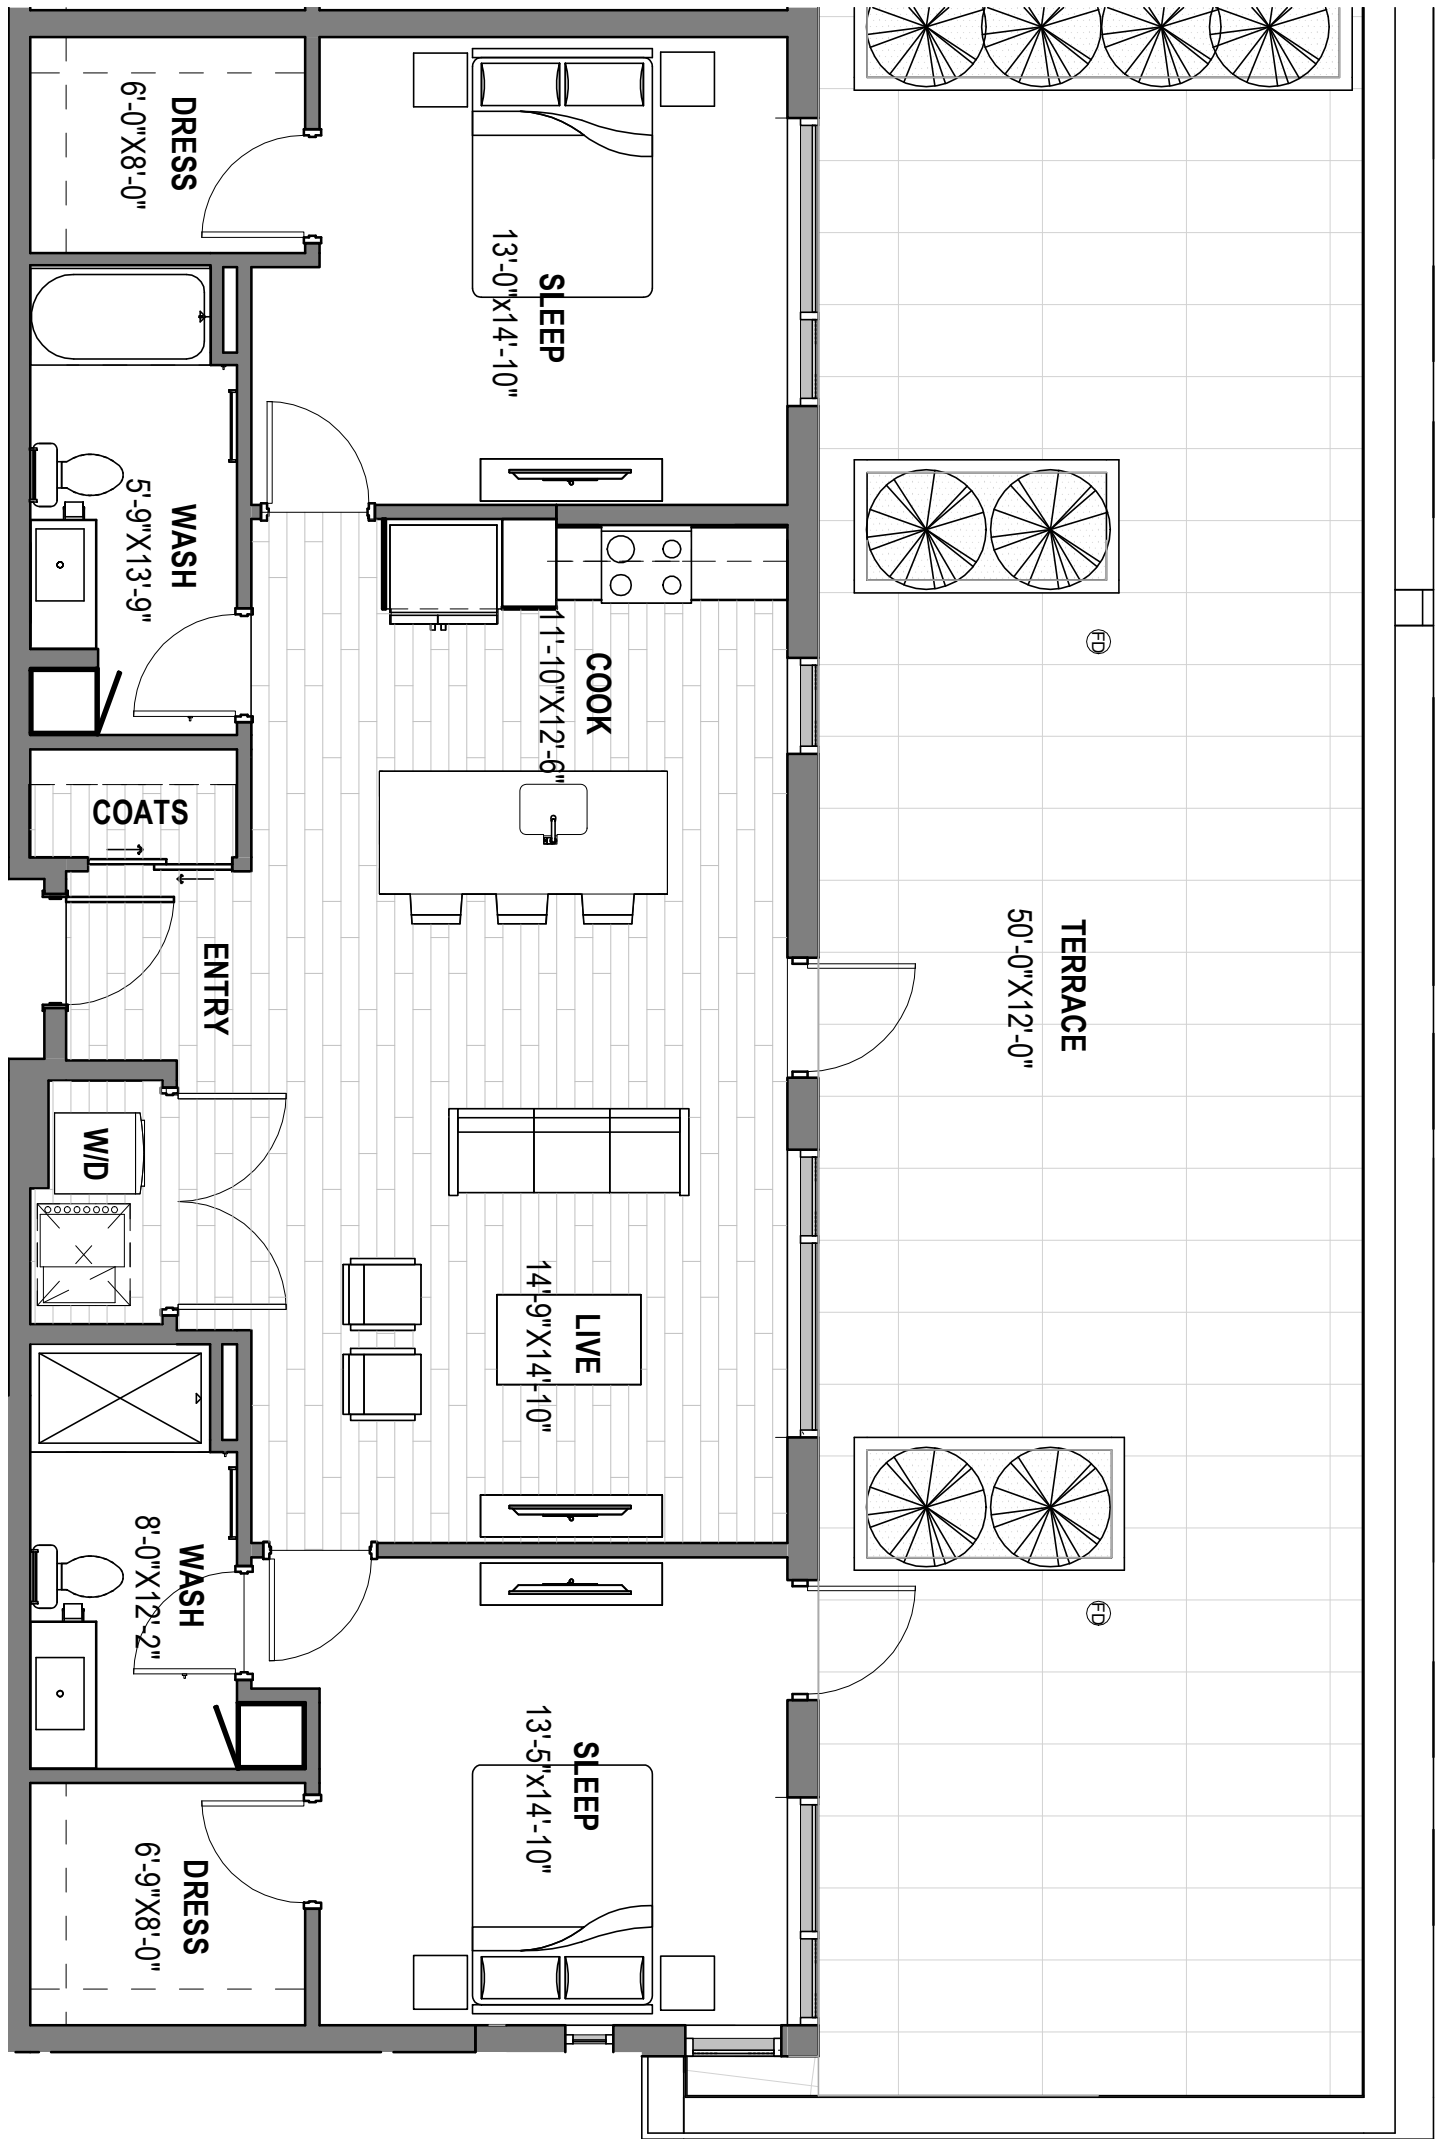 DRESS
6'-0"X8'-0"
SLEEP
13'-0"x14'-10"
WASH
5'-9"X13'-9"
COOK
11'-10"X12'-6"
FD
COATS
ENTRY
TERRACE
50'-0"X12'-0"
W/D
LIVE
14'-9"X14'-10"
WASH
8'-0"X12'-2"
FD
SLEEP
13'-5"x14'-10"
DRESS
6'-9"X8'-0"